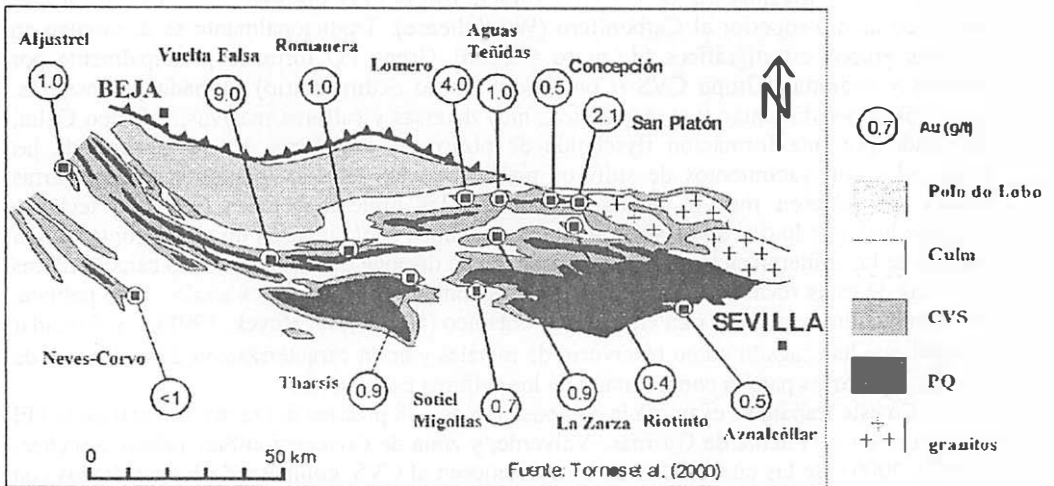 Aljustrel
BEJA
Vuelta Falsa
Romanera
Lomero
Aguas
Teñidas
Concepción
San Platón
1.0
9.0
1.0
4.0
1.0
0.5
2.1
N
0.7 Au (g/t)
Polo do Lobo
Culm
CVS
PQ
granitos
SEVILLA
Neves-Corvo
<1
Tharsis
0.9
Sotiel
Migollas
0.7
La Zarza
0.9
Riotinto
0.4
Aznalcóllar
0.5
0 50 km
Fuente: Tornos et al. (2000)